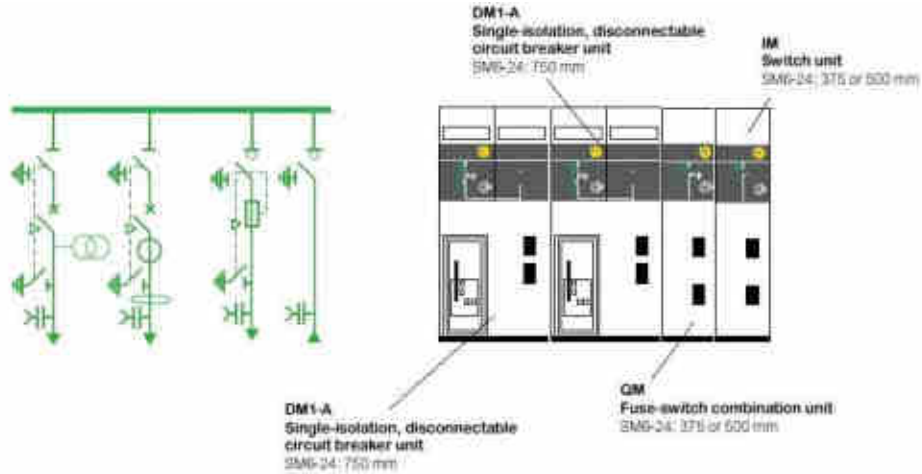 DM1-A
Single-isolation, disconnectable
circuit breaker unit
SM6-24: 750 mm
IM
Switch unit
SM6-24: 375 or 500 mm
DM1-A
Single-isolation, disconnectable
circuit breaker unit
SM6-24: 750 mm
QM
Fuse-switch combination unit
SM6-24: 375 or 500 mm